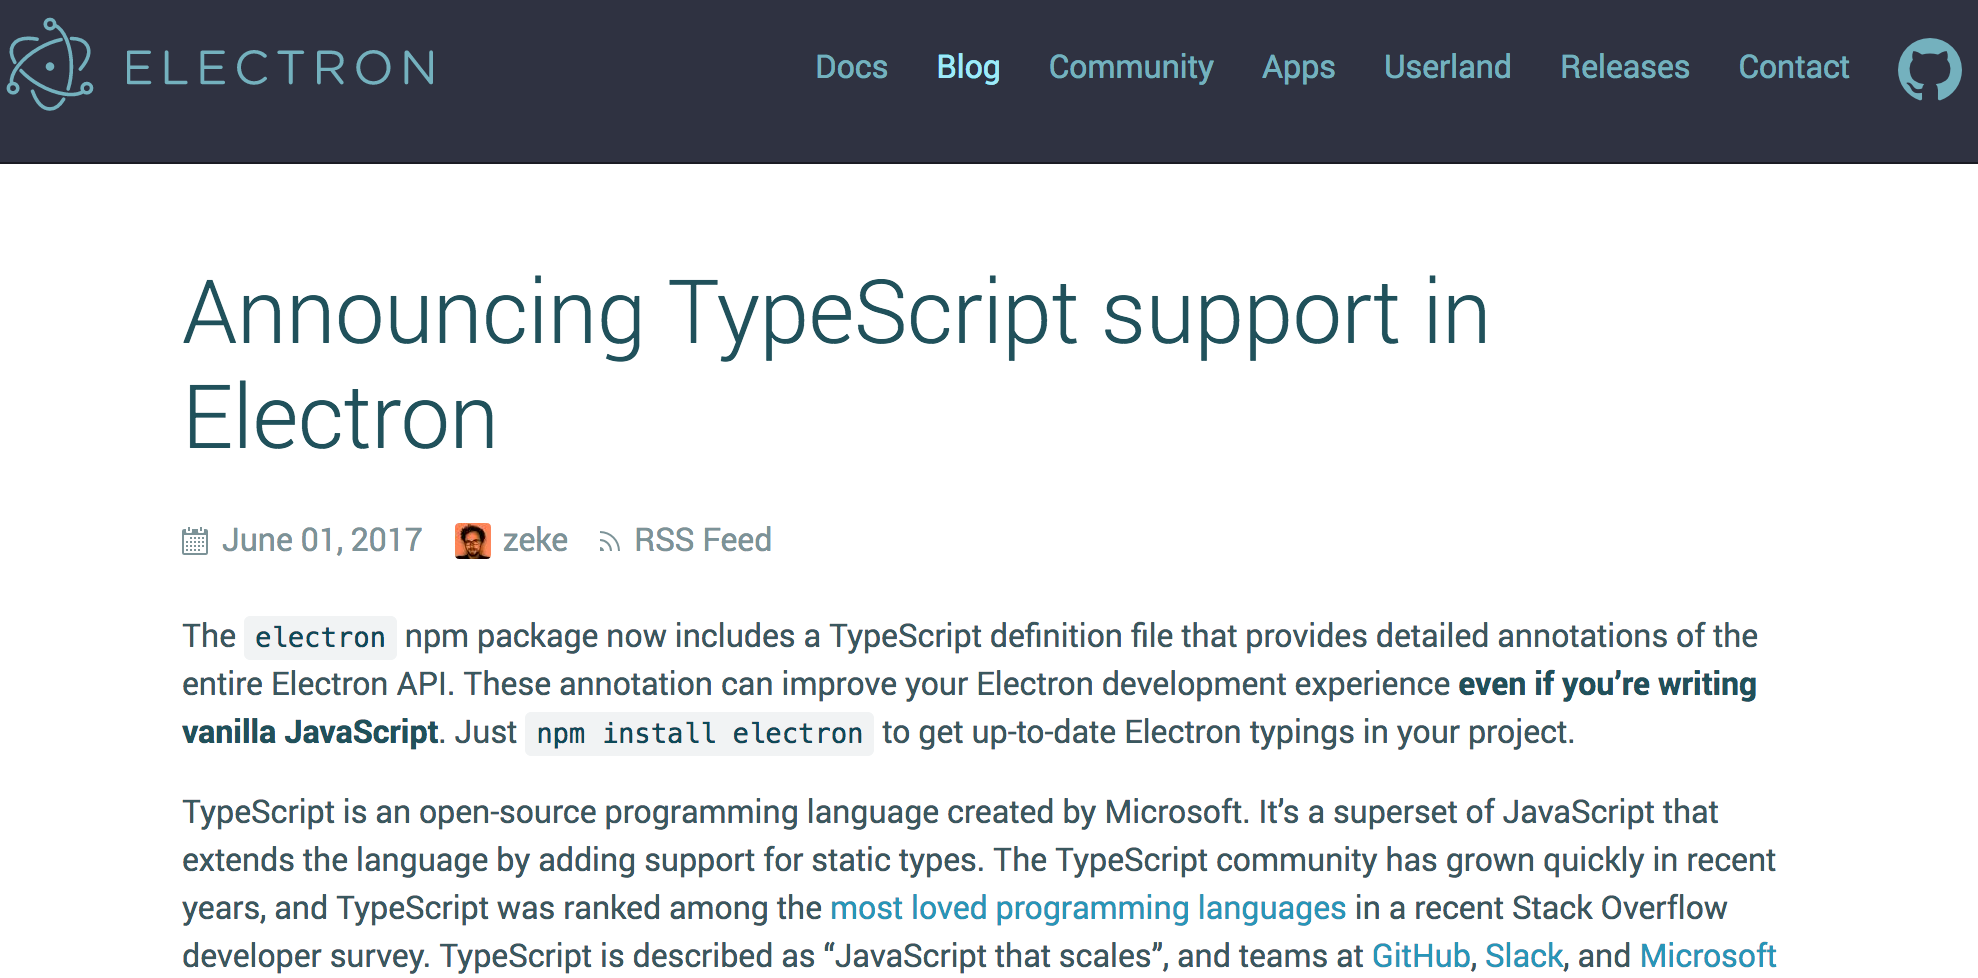 ELECTRON
Docs Blog Community Apps Userland Releases Contact
Announcing TypeScript support in
Electron
June 01, 2017 zeke RSS Feed
The electron npm package now includes a TypeScript definition file that provides detailed annotations of the
entire Electron API. These annotation can improve your Electron development experience even if you’re writing
vanilla JavaScript. Just npm install electron to get up-to-date Electron typings in your project.
TypeScript is an open-source programming language created by Microsoft. It’s a superset of JavaScript that
extends the language by adding support for static types. The TypeScript community has grown quickly in recent
years, and TypeScript was ranked among the most loved programming languages in a recent Stack Overflow
developer survey. TypeScript is described as “JavaScript that scales”, and teams at GitHub, Slack, and Microsoft